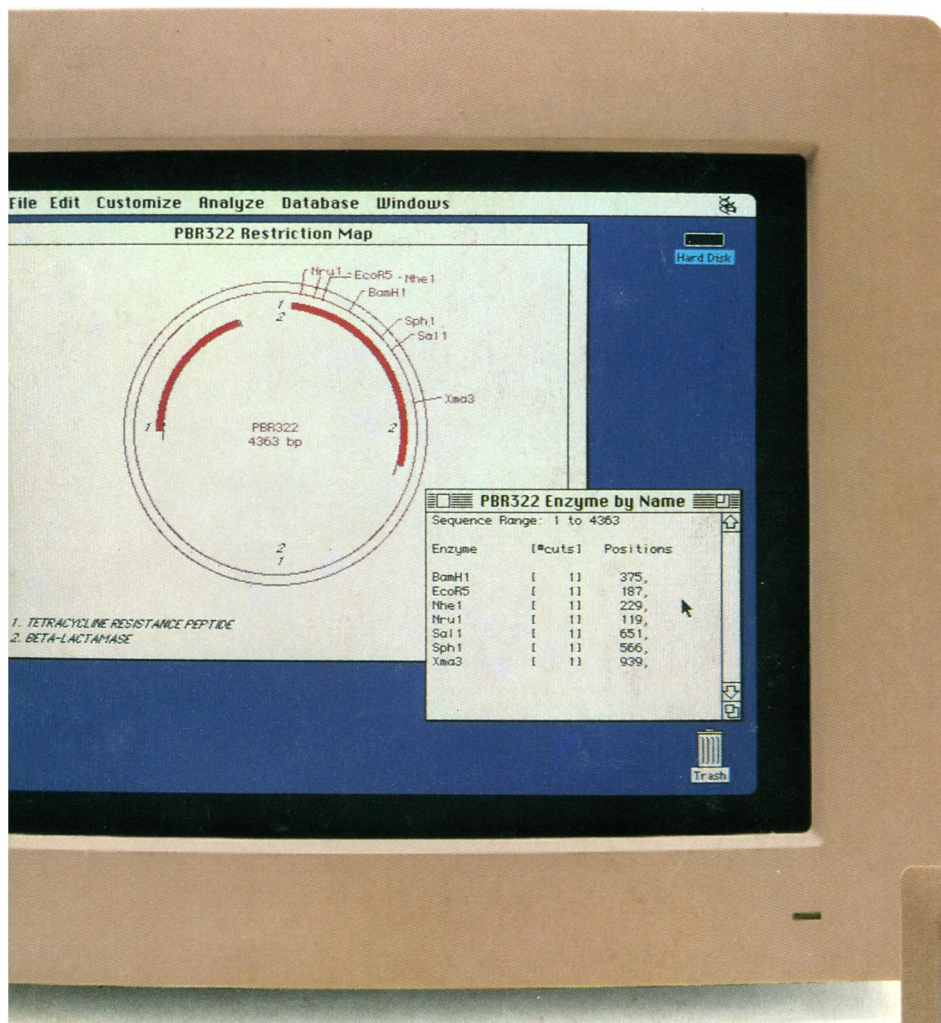 File Edit Customize Analyze Database Windows
PBR322 Restriction Map
Hard Disk
Nru1 - EcoR5 - Nhe1
BamH1
1
2
Sph1
Sal1
Xma3
1
PBR322
2
4363 bp
2
1
1. TETRACYCLINE RESISTANCE PEPTIDE
2. BETA-LACTAMASE
PBR322 Enzyme by Name
Sequence Range: 1 to 4363
Enzyme [#cuts] Positions
BamH1 [ 1] 375,
EcoR5 [ 1] 187,
Nhe1 [ 1] 229,
Nru1 [ 1] 119,
Sal1 [ 1] 651,
Sph1 [ 1] 566,
Xma3 [ 1] 939,
Trash